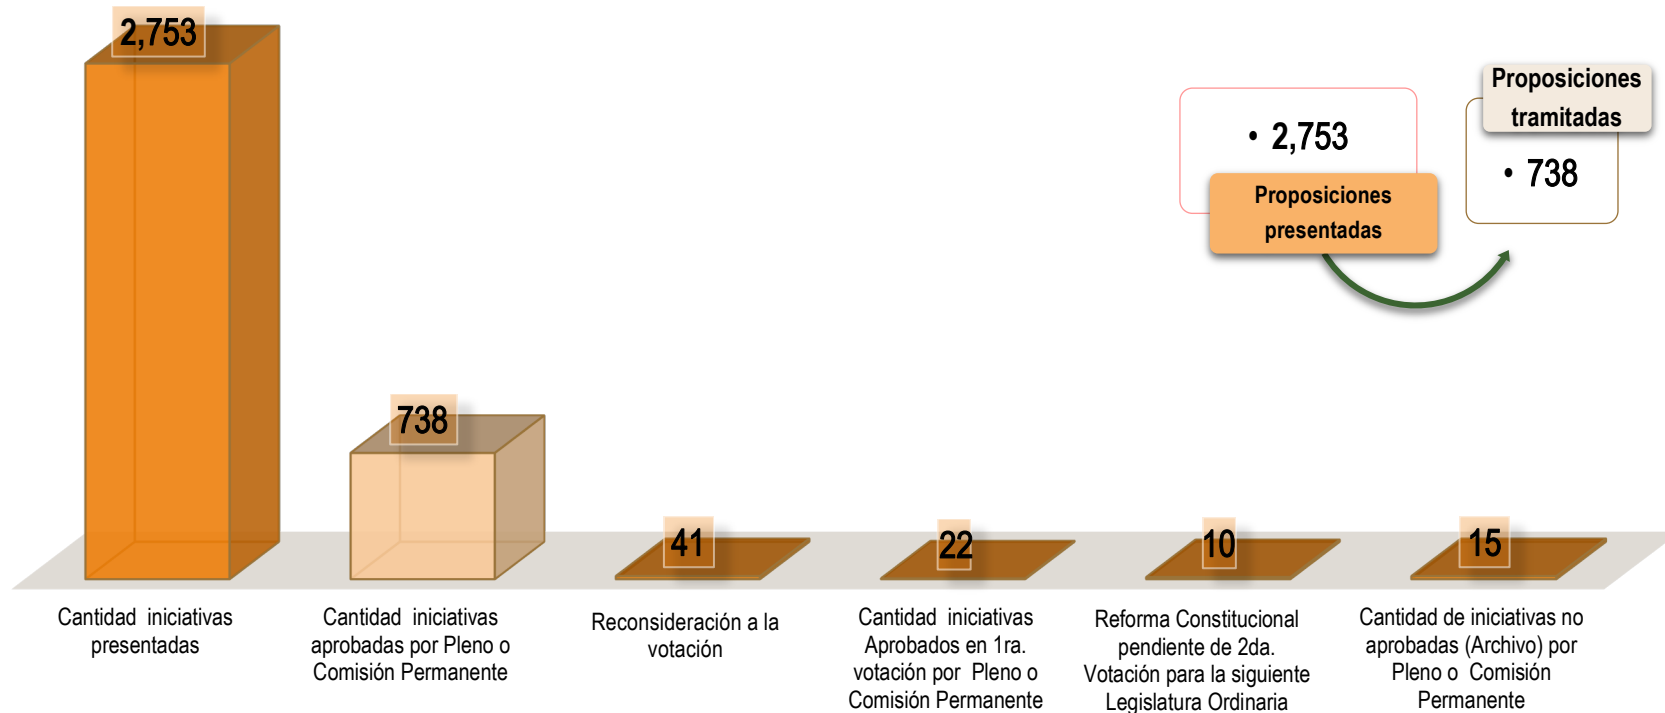 2,753
738
41
22
10
15
Cantidad iniciativas
presentadas
Cantidad iniciativas
aprobadas por Pleno o
Comisión Permanente
Reconsideración a la
votación
Cantidad iniciativas
Aprobados en 1ra.
votación por Pleno o
Comisión Permanente
Reforma Constitucional
pendiente de 2da.
Votación para la siguiente
Legislatura Ordinaria
Cantidad de iniciativas no
aprobadas (Archivo) por
Pleno o Comisión
Permanente
• 2,753
Proposiciones
presentadas
Proposiciones
tramitadas
• 738